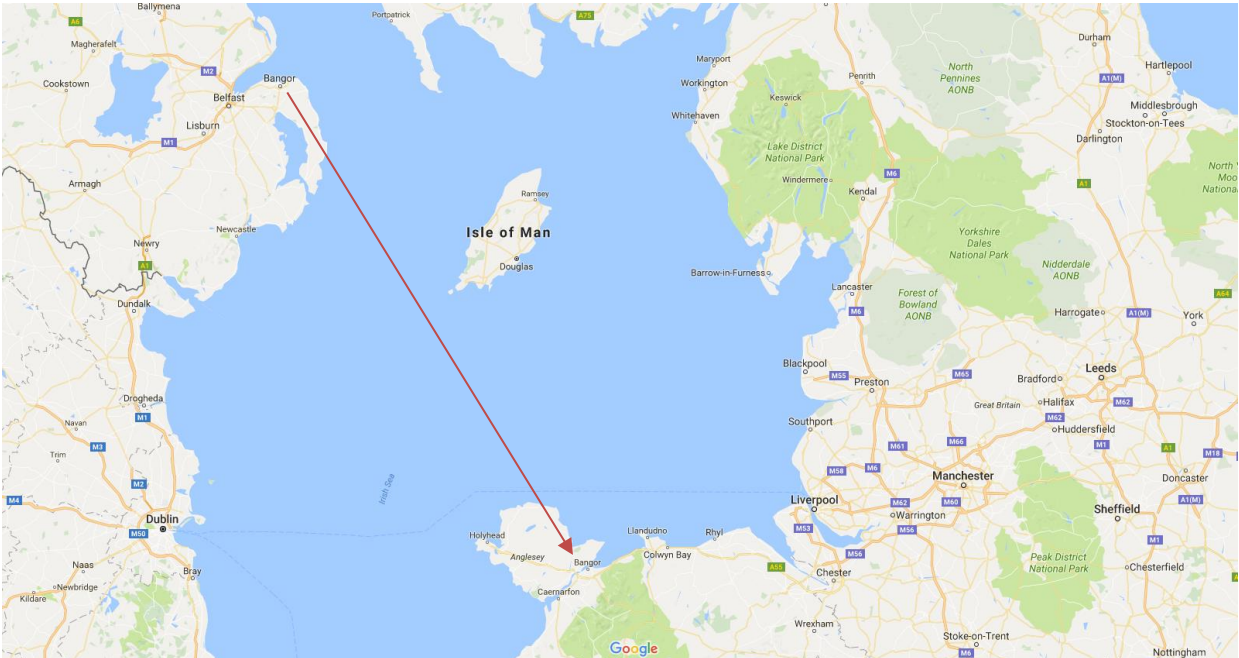 Ballymena
A6
Portpatrick
A75
Magherafelt
Durham
Hartlepool
Maryport
North
Pennines
AONB
Cookstown
M2
Bangor
Workington
Penrith
A1(M)
Belfast
Keswick
Middlesbrough
Whitehaven
Stockton-on-Tees
Lisburn
M1
Darlington
Lake District
National Park
North
Moo
National
M6
Windermere
Kendal
A1
Armagh
Ramsey
Newcastle
Isle of Man
Yorkshire
Dales
National Park
Newry
A1
Douglas
Barrow-in-Furness
Nidderdale
AONB
Lancaster
Forest of
Bowland
AONB
A64
Dundalk
M6
Harrogate
A1(M)
York
Blackpool
M55
Preston
M65
Bradford
Leeds
Drogheda
Great Britain
Halifax
M62
M1
Navan
Southport
M62
Huddersfield
M3
M61
M66
M1
A1
M18
Trim
M58
M6
Manchester
Doncaster
M2
Irish Sea
M4
Liverpool
M62
M60
A1(M)
Dublin
Warrington
Sheffield
M50
Holyhead
Llandudno
Rhyl
M53
M56
M1
Anglesey
Colwyn Bay
M56
Peak District
National Park
Naas
Bray
Bangor
A55
Chester
Chesterfield
Newbridge
Kildare
Caernarfon
Wrexham
Stoke-on-Trent
Google
M6
Nottingham